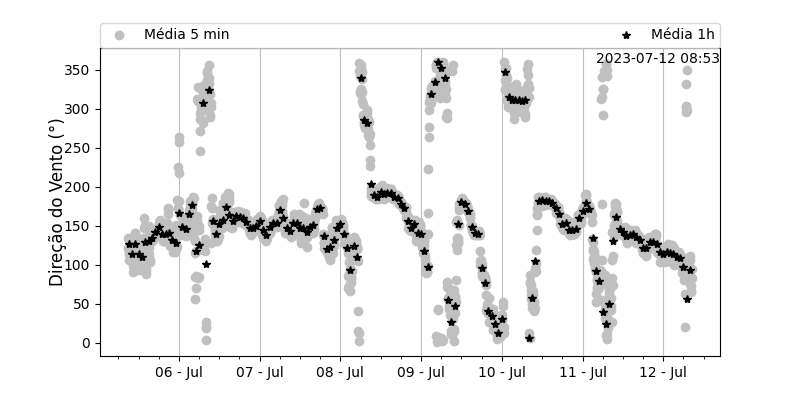 Média 5 min
Média 1h
2023-07-12 08:53
Direção do Vento (°)
350
300
250
200
150
100
50
0
06 - Jul
07 - Jul
08 - Jul
09 - Jul
10 - Jul
11 - Jul
12 - Jul